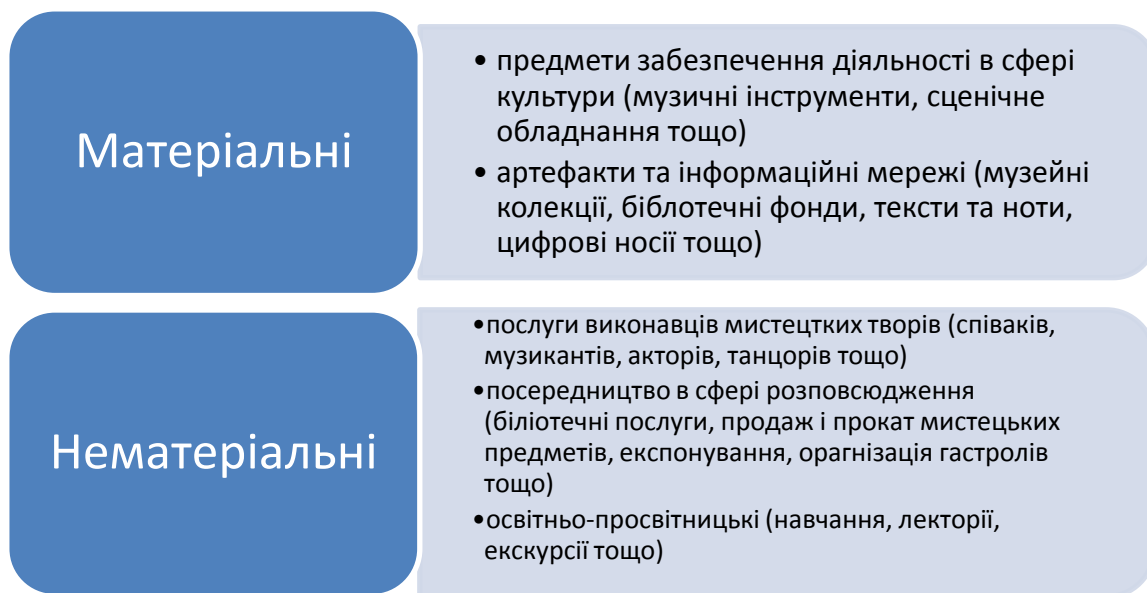 Матеріальні
• предмети забезпечення діяльності в сфері
культури (музичні інструменти, сценічне
обладнання тощо)
• артефакти та інформаційні мережі (музейні
колекції, біблотечні фонди, тексти та ноти,
цифрові носії тощо)
Нематеріальні
•послуги виконавців мистецтких творів (співаків,
музикантів, акторів, танцорів тощо)
•посередництво в сфері розповсюдження
(біліотечні послуги, продаж і прокат мистецьких
предметів, експонування, орагнізація гастролів
тощо)
•освітньо-просвітницькі (навчання, лекторії,
екскурсії тощо)